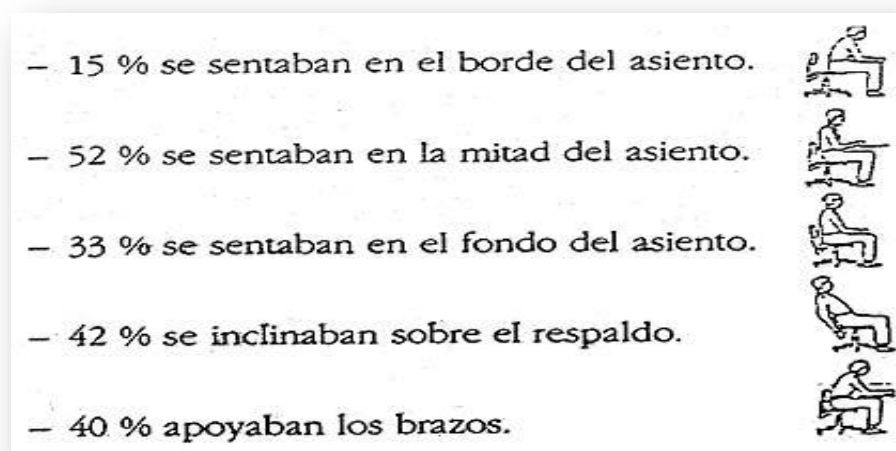 – 15 % se sentaban en el borde del asiento.
– 52 % se sentaban en la mitad del asiento.
– 33 % se sentaban en el fondo del asiento.
– 42 % se inclinaban sobre el respaldo.
– 40 % apoyaban los brazos.